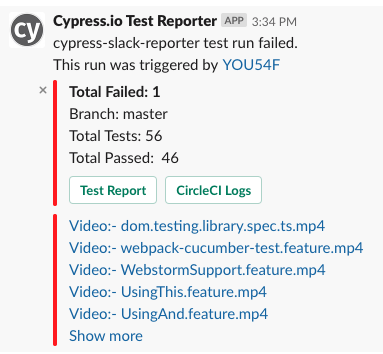 cy
Cypress.io Test Reporter APP 3:34 PM
cypress-slack-reporter test run failed.
This run was triggered by YOU54F
× Total Failed: 1
Branch: master
Total Tests: 56
Total Passed: 46
Test Report CircleCI Logs
Video:- dom.testing.library.spec.ts.mp4
Video:- webpack-cucumber-test.feature.mp4
Video:- WebstormSupport.feature.mp4
Video:- UsingThis.feature.mp4
Video:- UsingAnd.feature.mp4
Show more